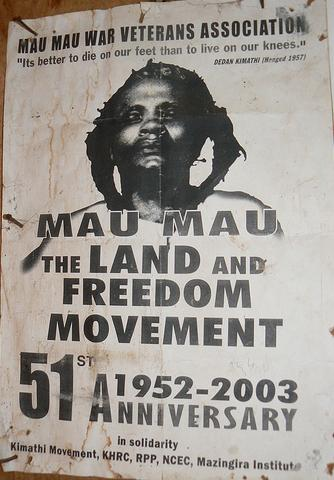 MAU MAU WAR VETERANS ASSOCIATION
"Its better to die on our feet than to live on our knees."
DEDAN KIMATHI (Henged 1957)
MAU MAU
THE LAND AND
FREEDOM
MOVEMENT
51ST 1952-2003
ANNIVERSARY
in solidarity
Kimathi Movement, KHRC, RPP, NCEC, Mazingira Institute